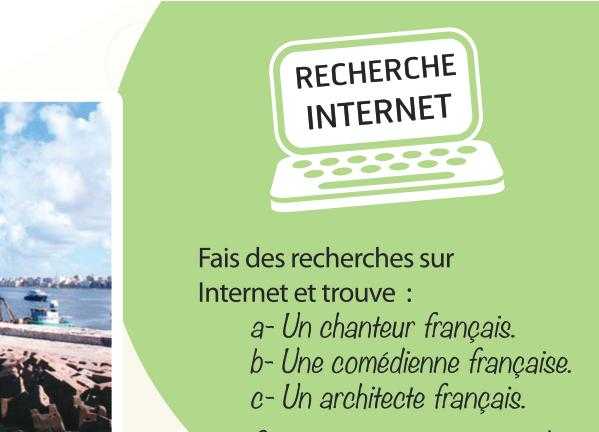 RECHERCHE
INTERNET
Fais des recherches sur
Internet et trouve :
a- Un chanteur français.
b- Une comédienne française.
c- Un architecte français.